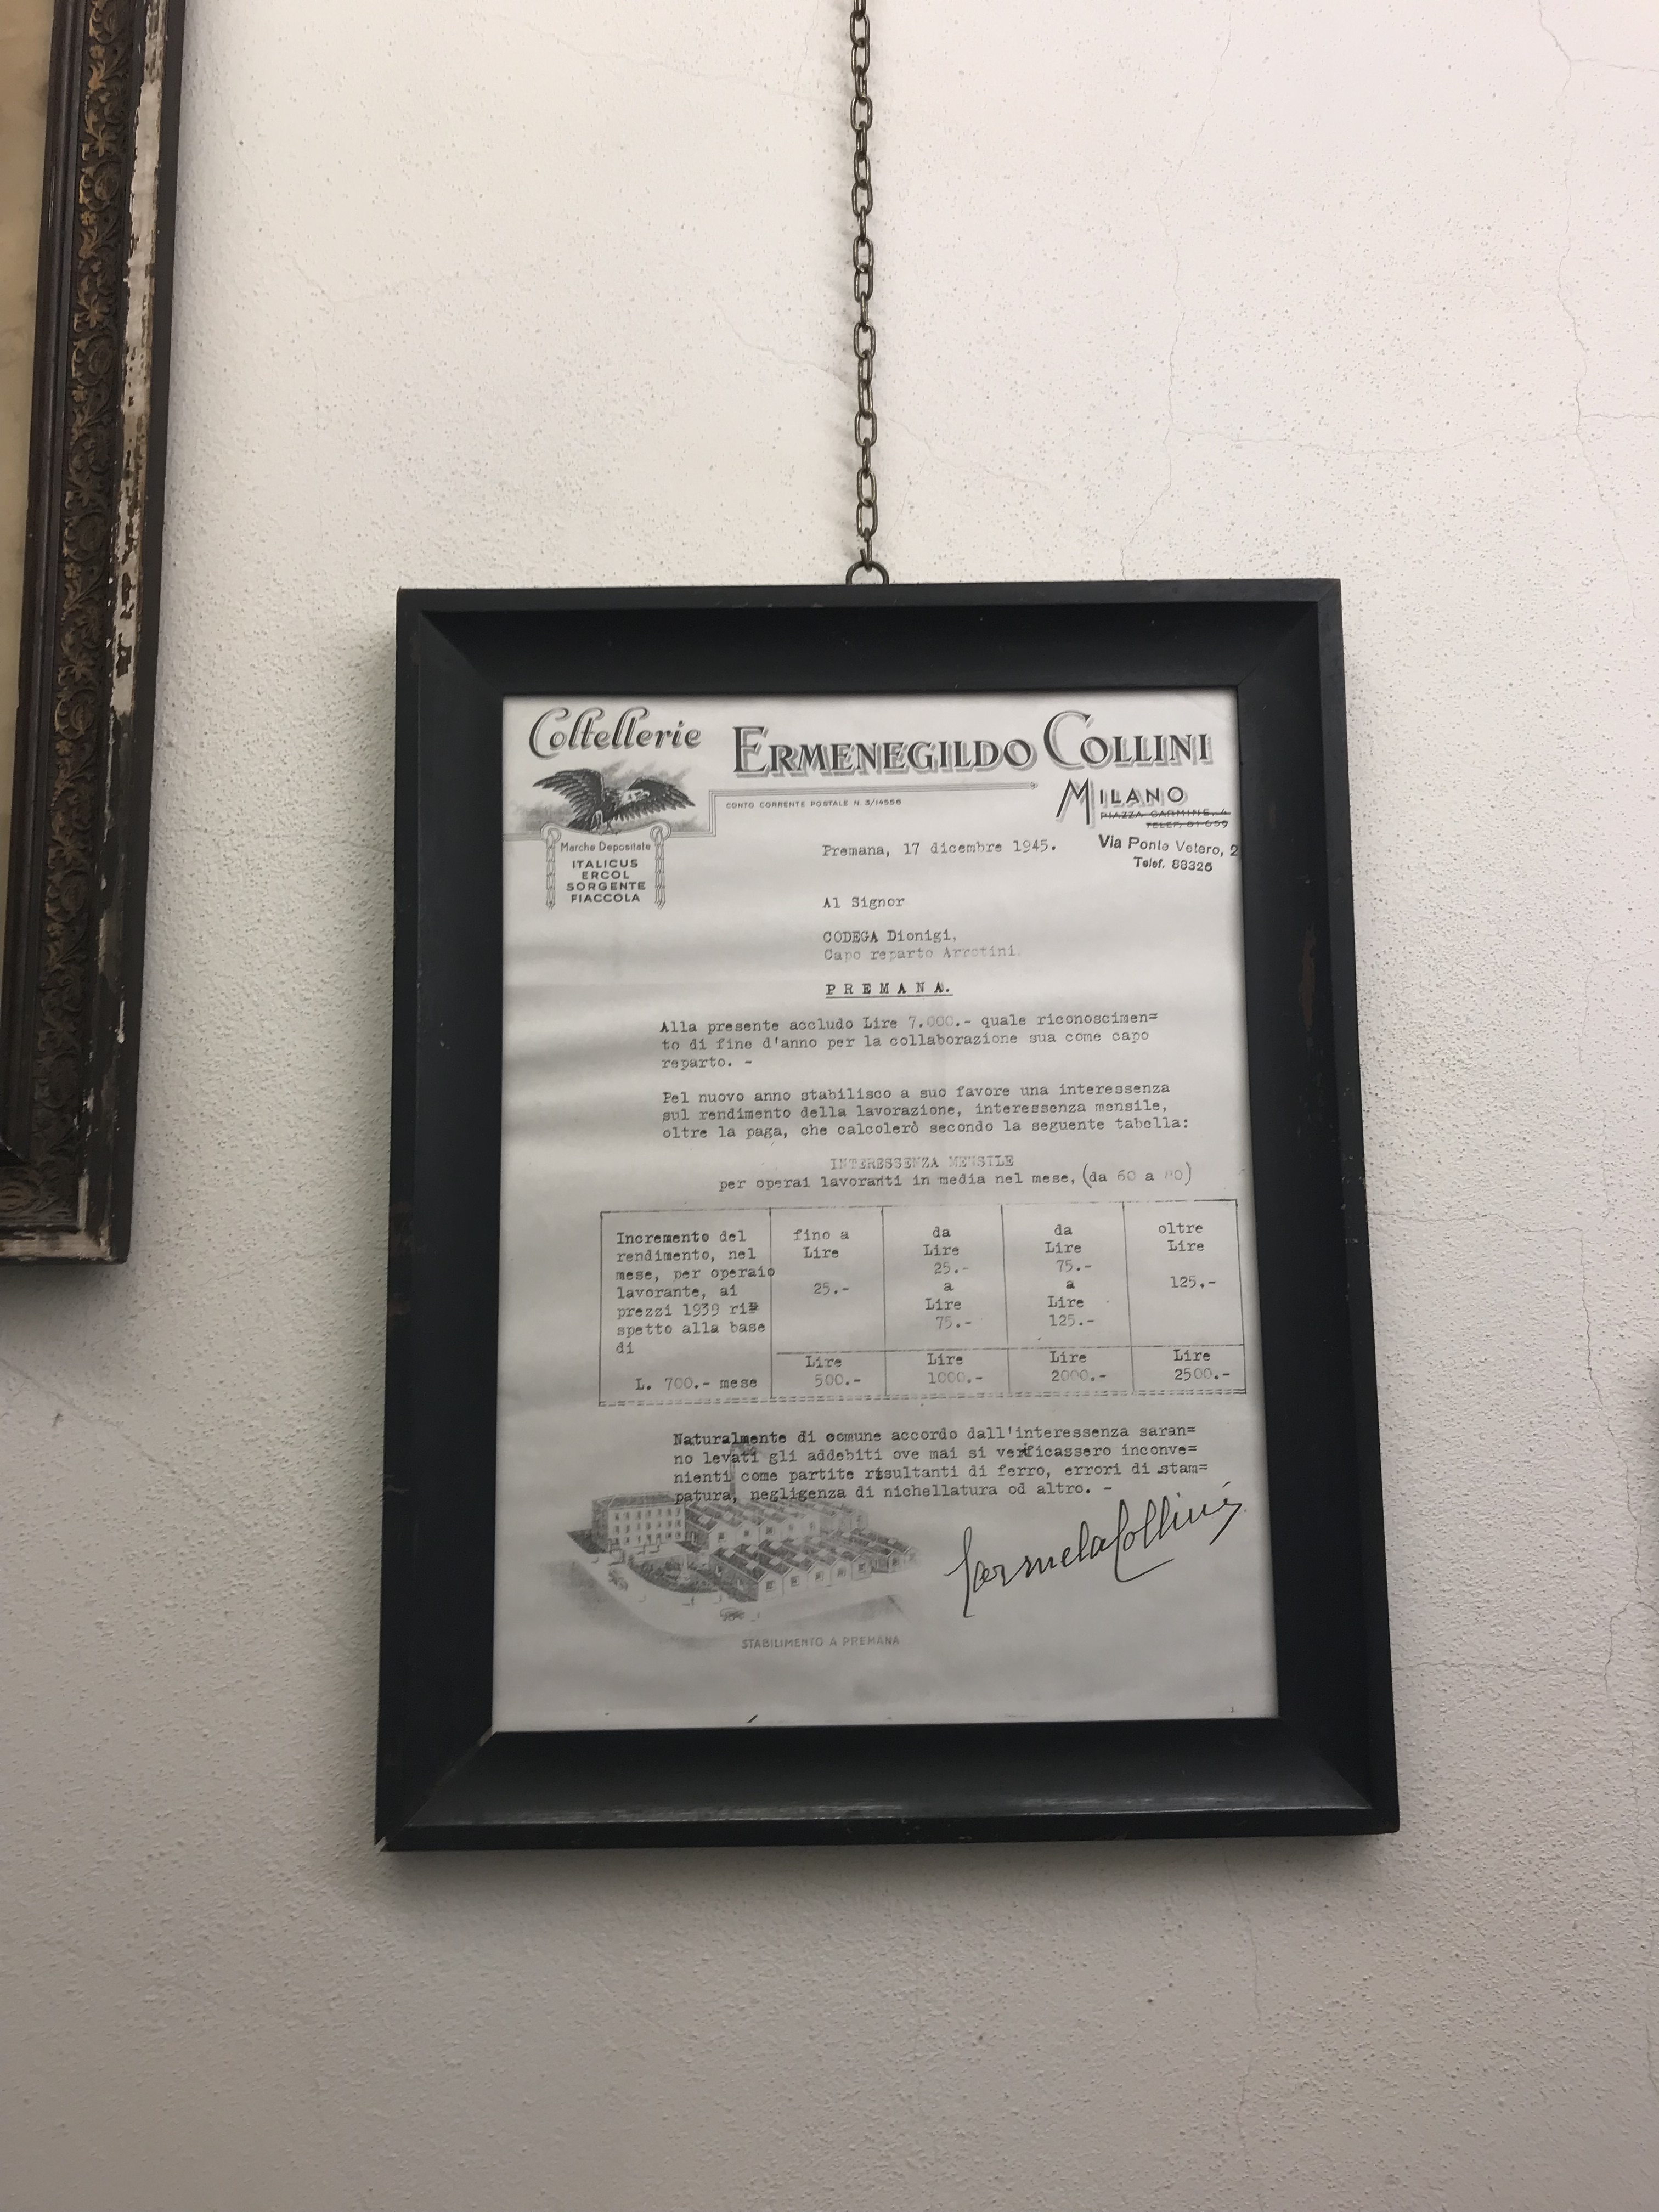 Coltellerie
ERMENEGILDO COLLINI
MILANO
CONTO CORRENTE POSTALE N. 3/14556
PIAZZA CARMINE, 4
TELEF. 81-659
Via Ponte Vetero, 2
Telef. 88326
Marche Depositate
ITALICUS
ERCOL
SORGENTE
FIACCOLA
Premana, 17 dicembre 1945.
Al Signor
CODEGA Dionigi,
Capo reparto Arrotini.
PREMANA.
Alla presente accludo Lire 7.000.- quale riconoscimen=
to di fine d'anno per la collaborazione sua come capo
reparto. -
Pel nuovo anno stabilisco a suo favore una interessenza
sul rendimento della lavorazione, interessenza mensile,
oltre la paga, che calcolerò secondo la seguente tabella:
INTERESSENZA MENSILE
per operai lavoranti in media nel mese, (da 60 a 80)
Incremento del
rendimento, nel
mese, per operaio
lavorante, ai
prezzi 1939 ri=
spetto alla base
di
L. 700.- mese
fino a
Lire
25.-
Lire
500.-
da
Lire
25.-
a
Lire
75.-
Lire
1000.-
da
Lire
75.-
a
Lire
125.-
Lire
2000.-
oltre
Lire
125.-
Lire
2500.-
Naturalmente di comune accordo dall'interessenza saran=
no levati gli addebiti ove mai si verificassero inconve=
nienti come partite risultanti di ferro, errori di stam=
patura, negligenza di nichellatura od altro. -
STABILIMENTO A PREMANA